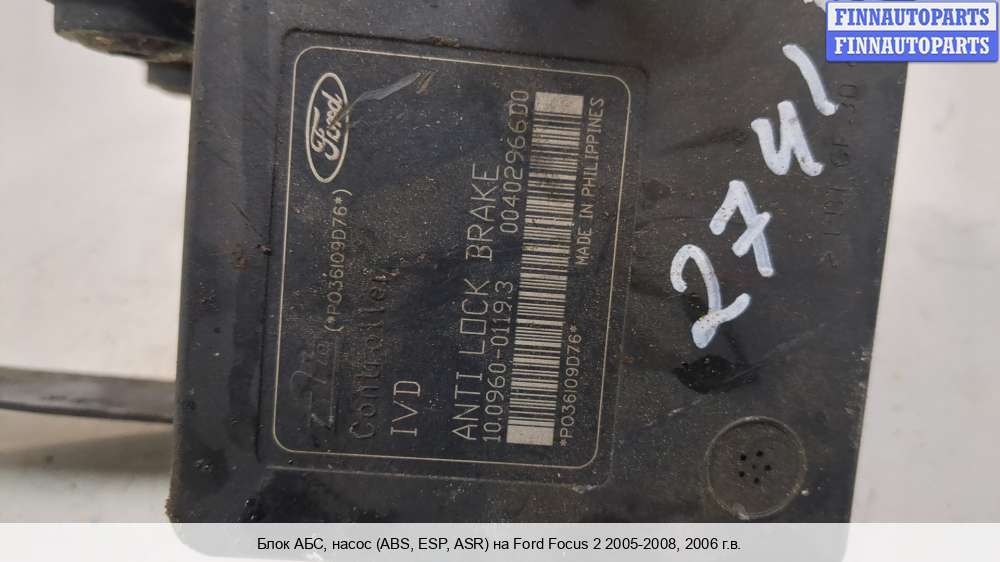 FINNAUTOPARTS
FINNAUTOPARTS
Ford
(*P036109D76*)
Controller
IVD
ANTI LOCK BRAKE
10.0960-0119.3 00402966D0
*P036109D76*
MADE IN PHILIPPINES
2741
Блок АБС, насос (ABS, ESP, ASR) на Ford Focus 2 2005-2008, 2006 г.в.